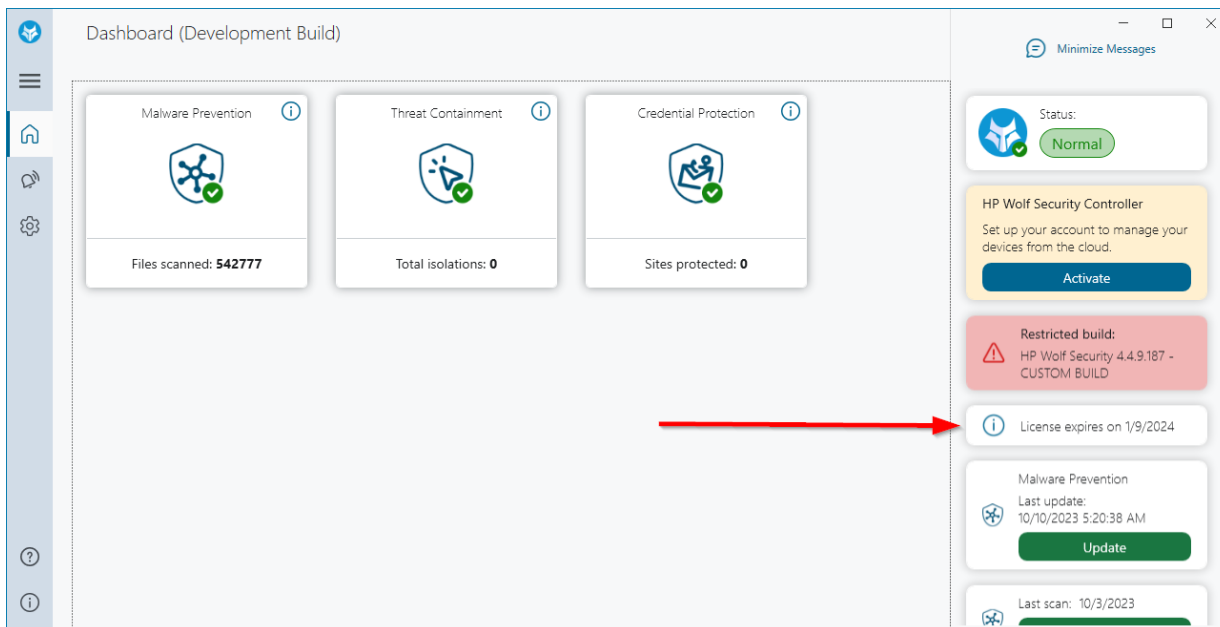 Dashboard (Development Build)
Minimize Messages
Malware Prevention
Files scanned: 542777
Threat Containment
Total isolations: 0
Credential Protection
Sites protected: 0
Status:
Normal
HP Wolf Security Controller
Set up your account to manage your
devices from the cloud.
Activate
Restricted build:
HP Wolf Security 4.4.9.187 -
CUSTOM BUILD
License expires on 1/9/2024
Malware Prevention
Last update:
10/10/2023 5:20:38 AM
Update
Last scan: 10/3/2023